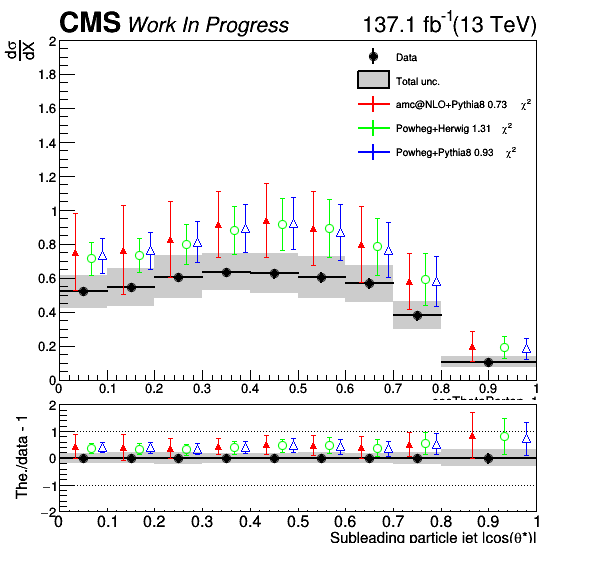 CMS Work In Progress 137.1 fb-1(13 TeV)
dσ
dX
Data
Total unc.
amc@NLO+Pythia8 0.73 χ2
Powheg+Herwig 1.31 χ2
Powheg+Pythia8 0.93 χ2
2
1.8
1.6
1.4
1.2
1
0.8
0.6
0.4
0.2
0
0 0.1 0.2 0.3 0.4 0.5 0.6 0.7 0.8 0.9 1
The./data - 1
2
1
0
−1
−2
0 0.1 0.2 0.3 0.4 0.5 0.6 0.7 0.8 0.9 1
Subleading particle jet |cos(θ*)|